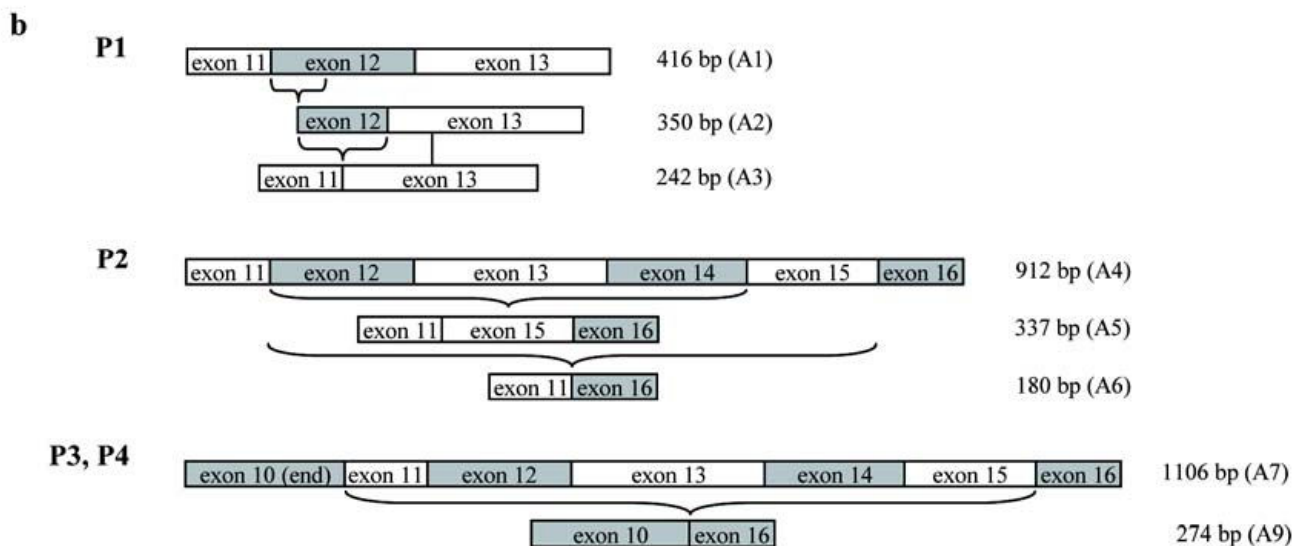 b
P1
exon 11 exon 12 exon 13 416 bp (A1)
exon 12 exon 13 350 bp (A2)
exon 11 exon 13 242 bp (A3)
P2
exon 11 exon 12 exon 13 exon 14 exon 15 exon 16 912 bp (A4)
exon 11 exon 15 exon 16 337 bp (A5)
exon 11 exon 16 180 bp (A6)
P3, P4
exon 10 (end) exon 11 exon 12 exon 13 exon 14 exon 15 exon 16 1106 bp (A7)
exon 10 exon 16 274 bp (A9)